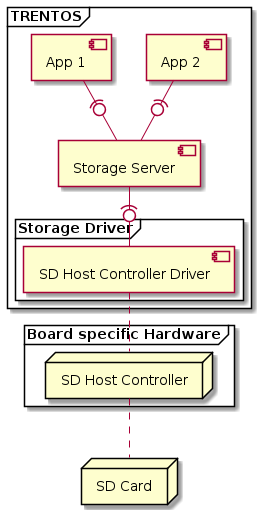 TRENTOS
App 1
App 2
Storage Server
Storage Driver
SD Host Controller Driver
Board specific Hardware
SD Host Controller
SD Card